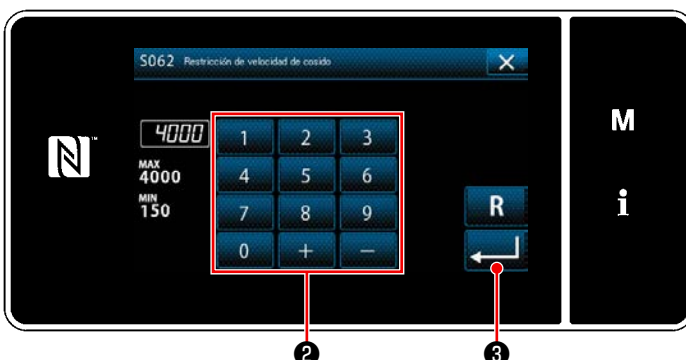 S062 Restricción de velocidad de cosido
4000
MAX
4000
MIN
150
1 2 3
4 5 6
7 8 9
0 + −
R
M
i
N™
❷ ❸